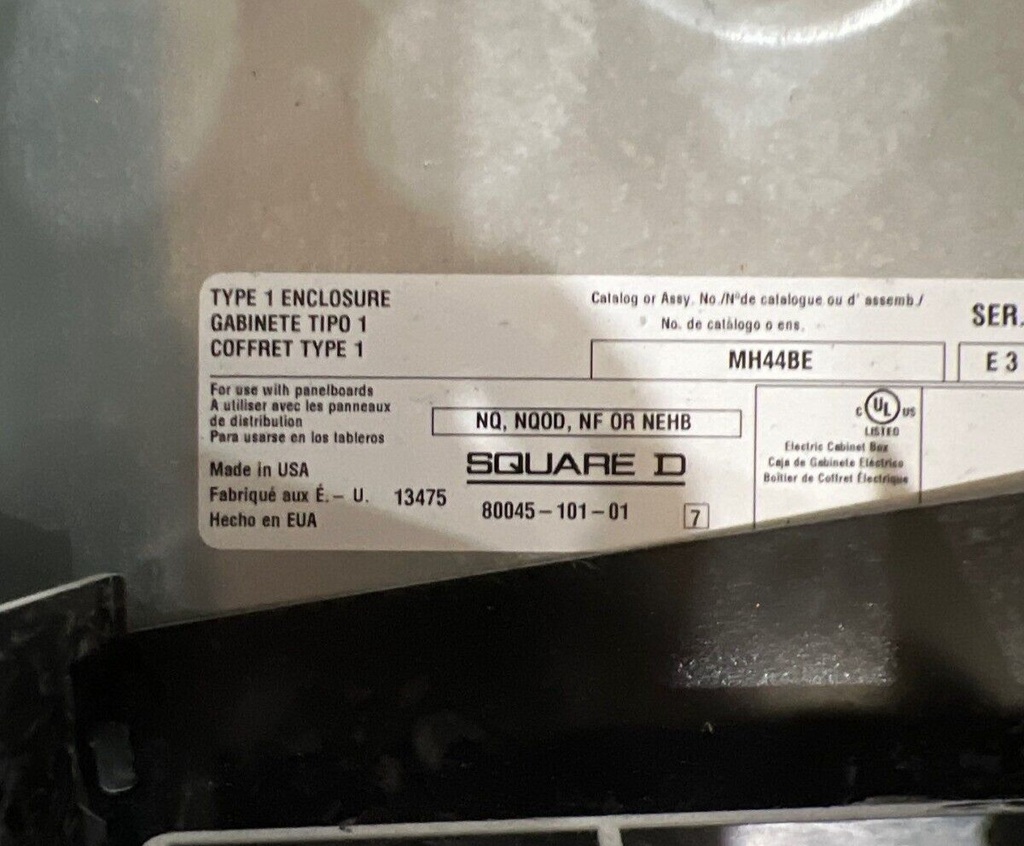 TYPE 1 ENCLOSURE
GABINETE TIPO 1
COFFRET TYPE 1
Catalog or Assy. No./N°de catalogue ou d' assemb./
No. de catálogo o ens.
SER.
MH44BE
E 3
For use with panelboards
A utiliser avec les panneaux
de distribution
Para usarse en los tableros
NQ, NQOD, NF OR NEHB
Made in USA
Fabriqué aux É.- U. 13475
Hecho en EUA
SQUARE D
80045-101-01
7
C UL US
LISTED
Electric Cabinet Box
Caja de Gabinete Eléctrico
Boîtier de Coffret Électrique